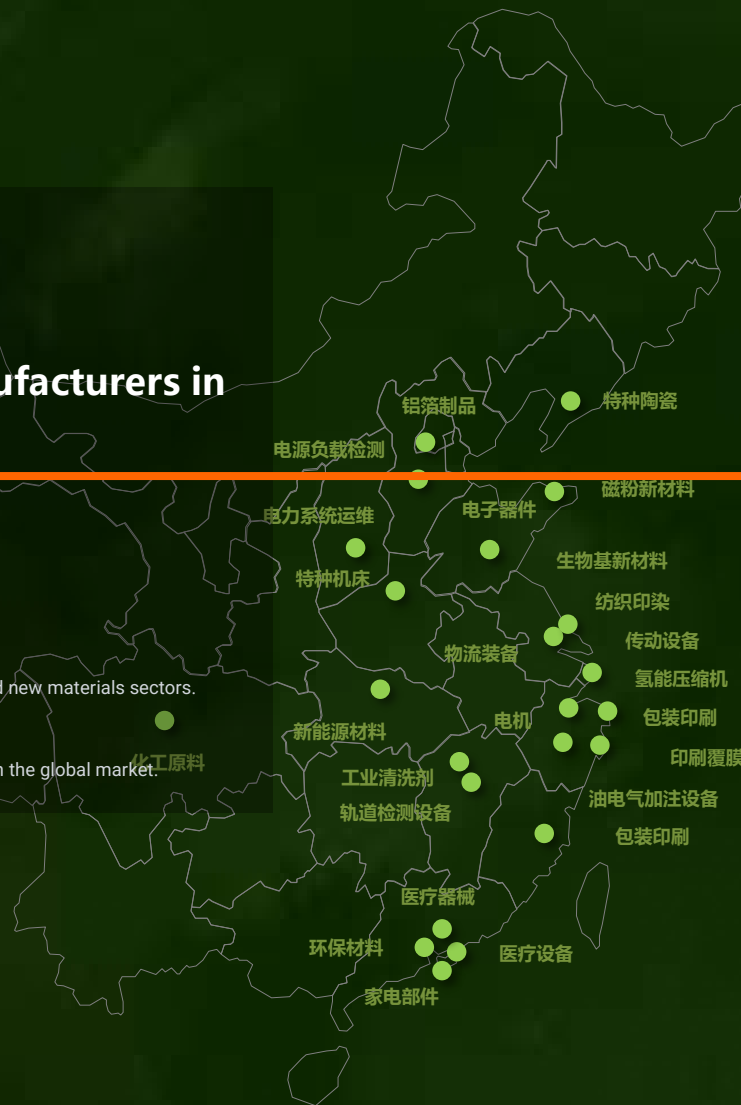 ufacturers in
铝箔制品
特种陶瓷
电源负载检测
磁粉新材料
电力系统运维
电子器件
生物基新材料
特种机床
纺织印染
传动设备
物流装备
氢能压缩机
new materials sectors.
包装印刷
电机
新能源材料
印刷覆膜
化工原料
n the global market.
工业清洗剂
油电气加注设备
轨道检测设备
包装印刷
医疗器械
环保材料
医疗设备
家电部件